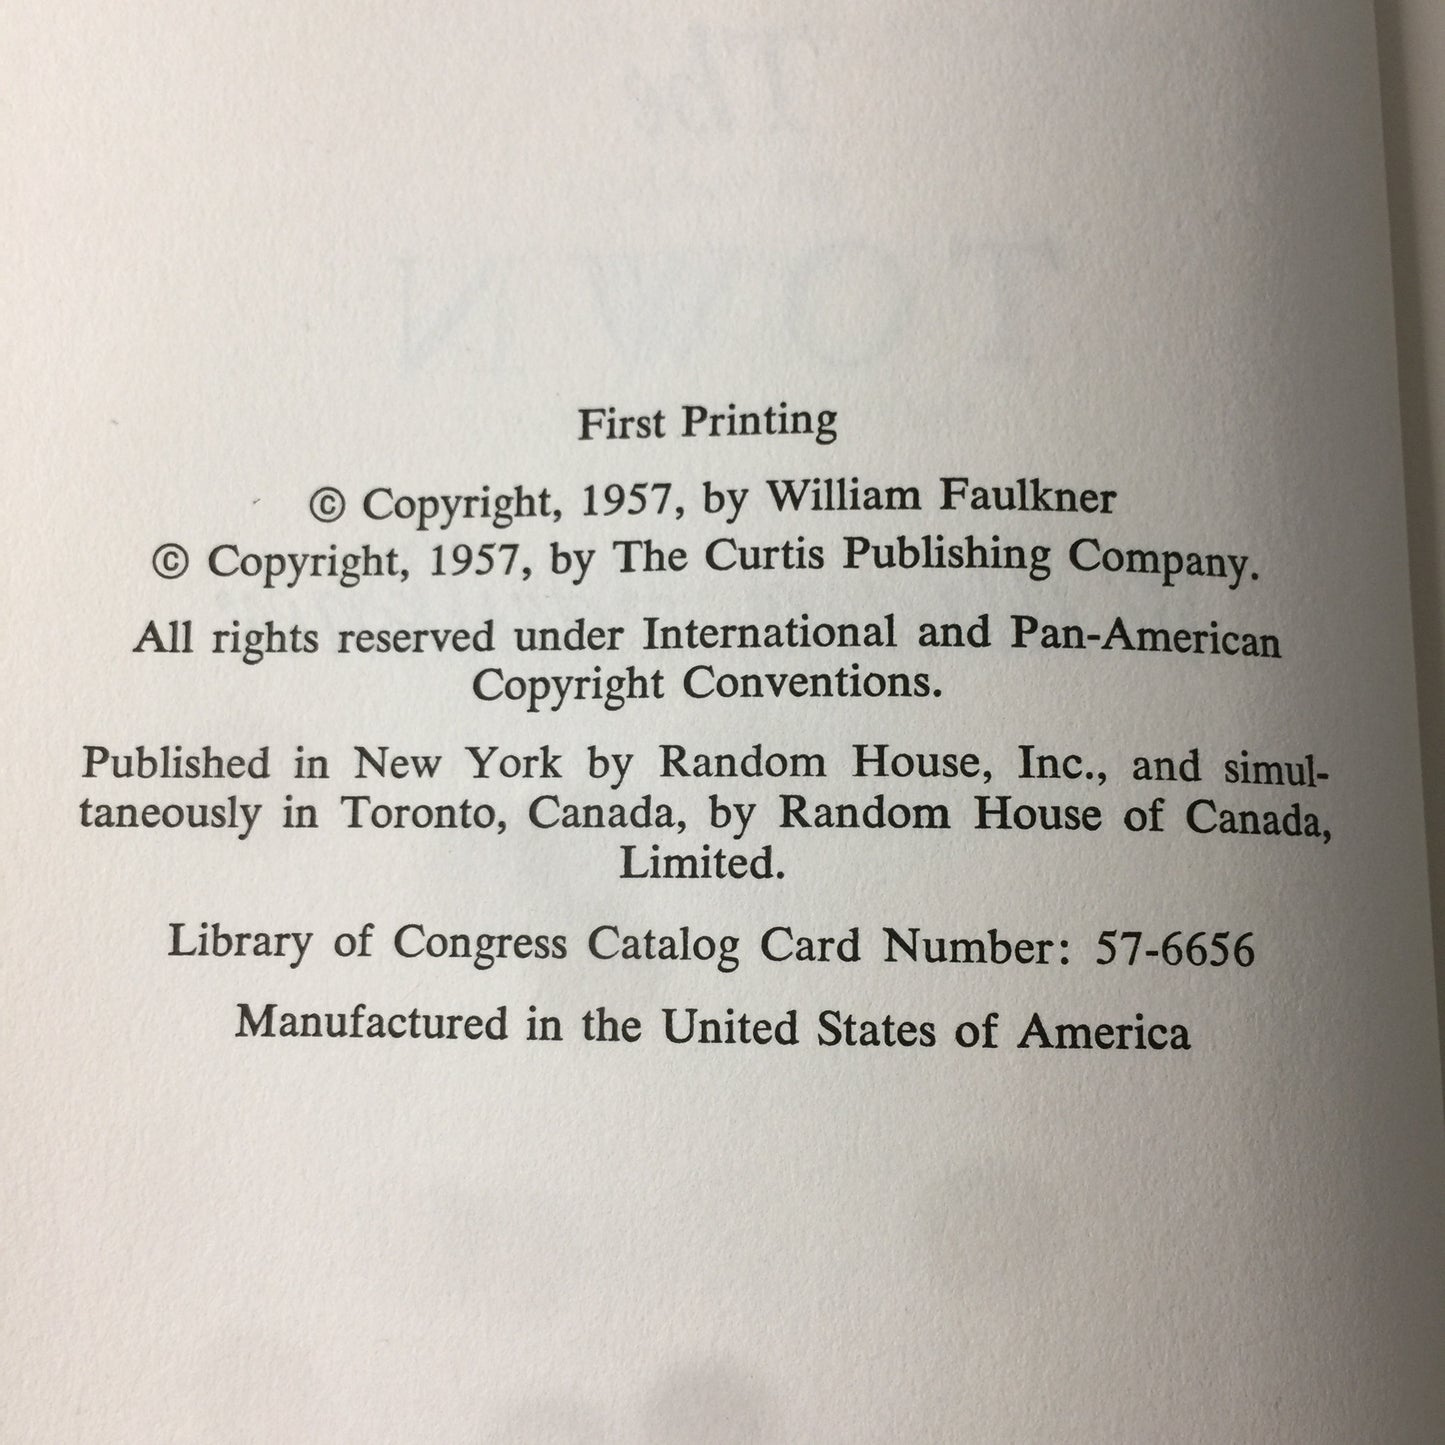 The
TOWN
First Printing
© Copyright, 1957, by William Faulkner
© Copyright, 1957, by The Curtis Publishing Company.
All rights reserved under International and Pan-American
Copyright Conventions.
Published in New York by Random House, Inc., and simul-
taneously in Toronto, Canada, by Random House of Canada,
Limited.
Library of Congress Catalog Card Number: 57-6656
Manufactured in the United States of America